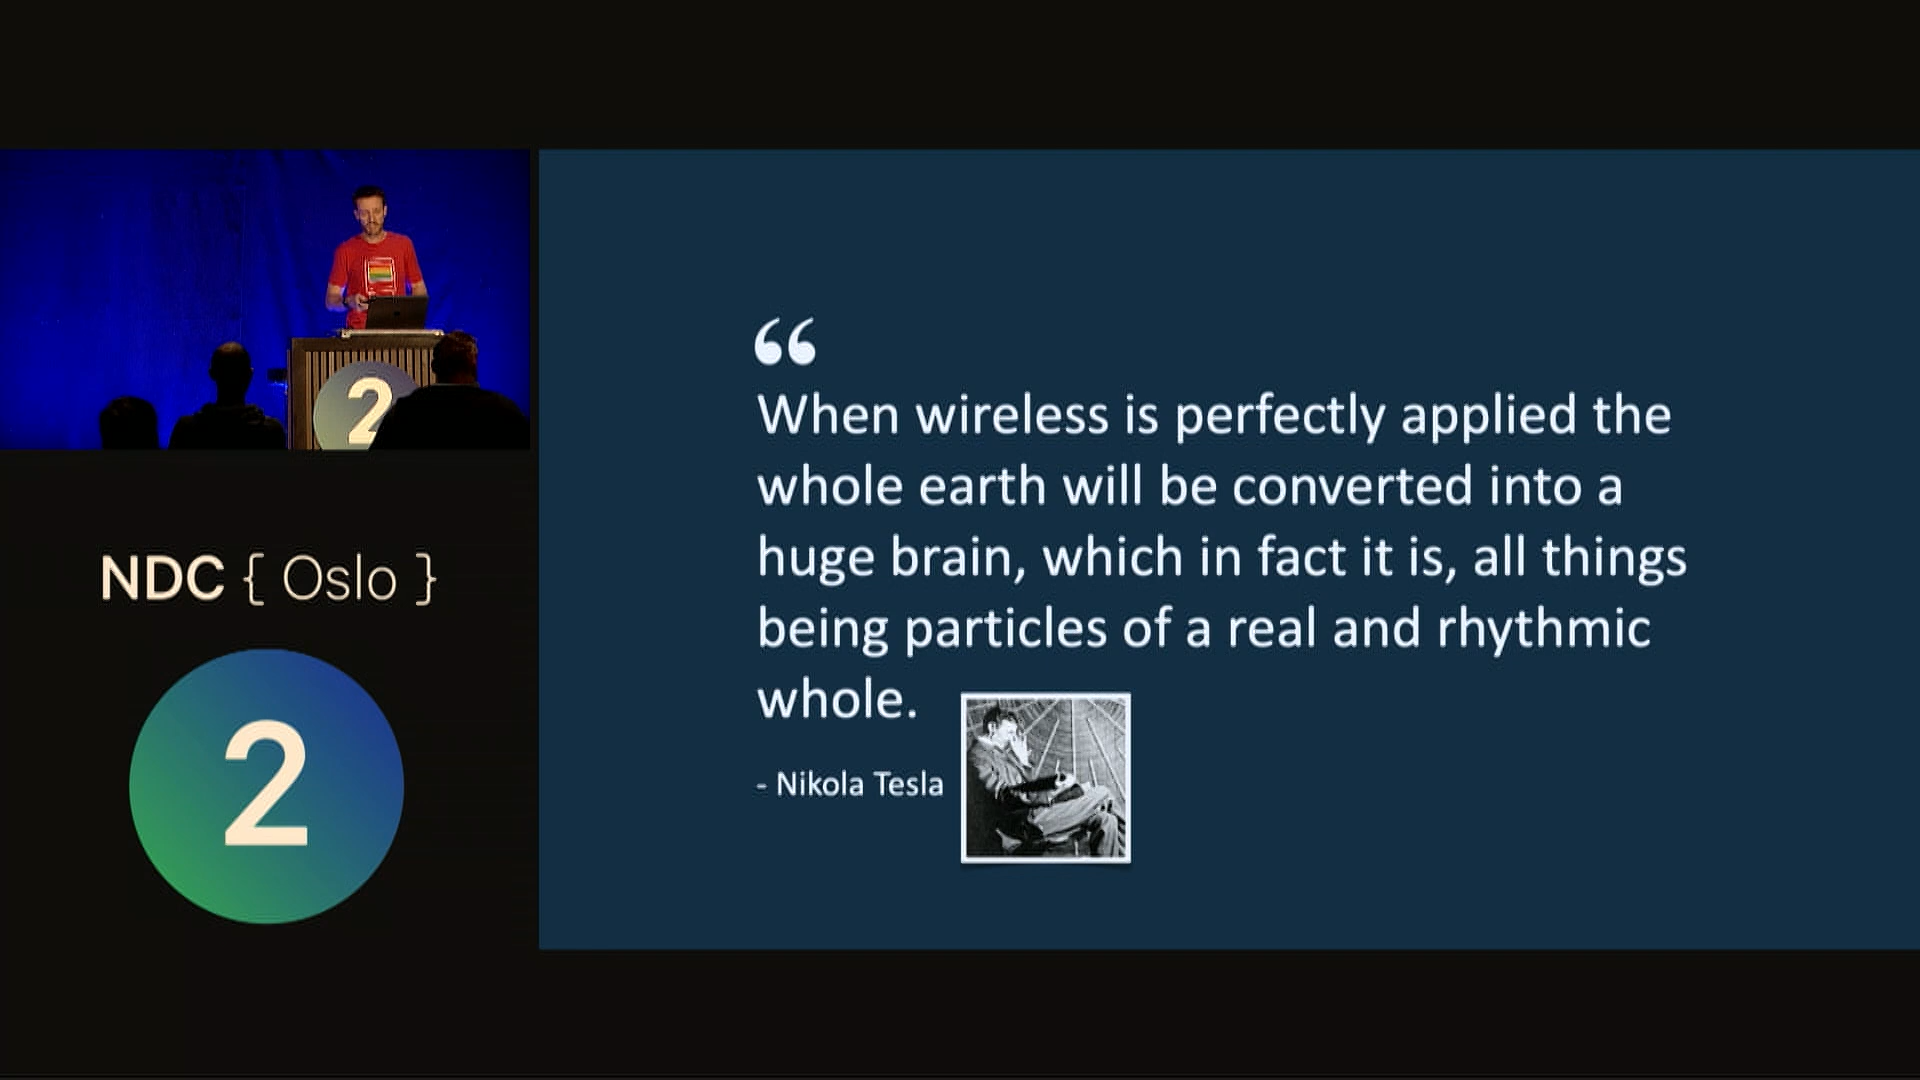 2
NDC { Oslo }
2
“
When wireless is perfectly applied the
whole earth will be converted into a
huge brain, which in fact it is, all things
being particles of a real and rhythmic
whole.
- Nikola Tesla